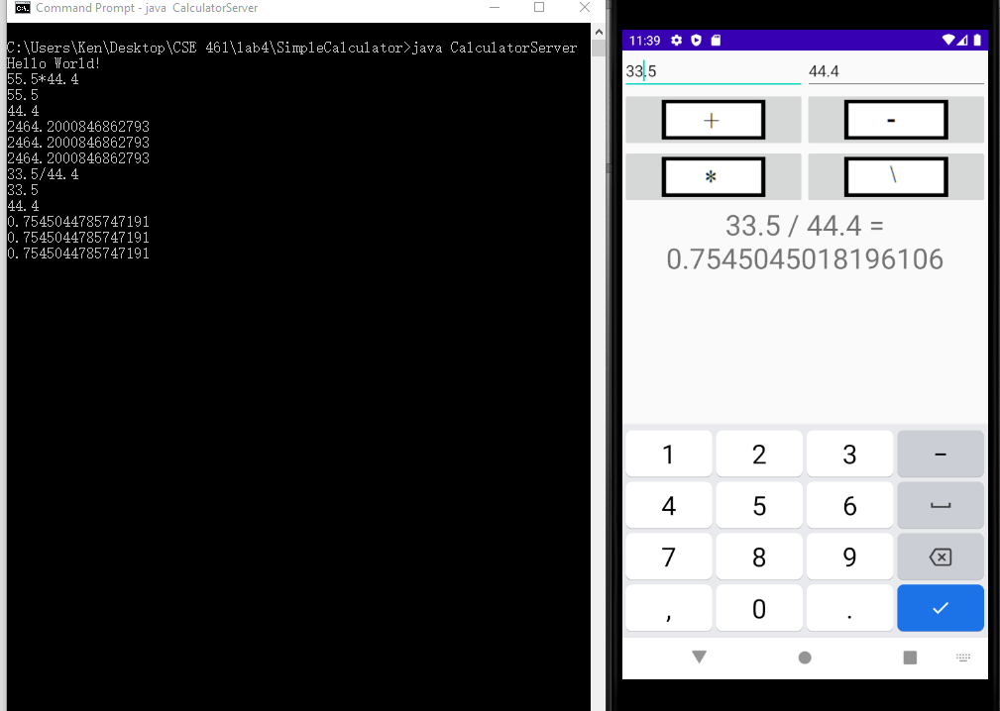 Command Prompt - java  CalculatorServer
C:\Users\Ken\Desktop\CSE 461\lab4\SimpleCalculator>java CalculatorServer
Hello World!
55.5*44.4
55.5
44.4
2464.2000846862793
2464.2000846862793
2464.2000846862793
33.5/44.4
33.5
44.4
0.7545044785747191
0.7545044785747191
0.7545044785747191
11:39
33.5 44.4
+ -
* \
33.5 / 44.4 =
0.7545045018196106
1 2 3 −
4 5 6
7 8 9
, 0 .